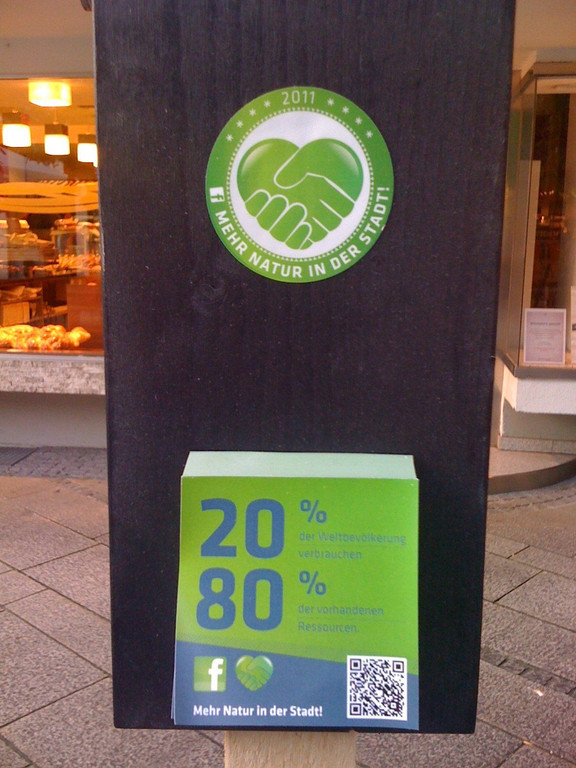 2011
MEHR NATUR IN DER STADT!
20 %
der Weltbevölkerung
verbrauchen
80 %
der vorhandenen
Ressourcen.
Mehr Natur in der Stadt!